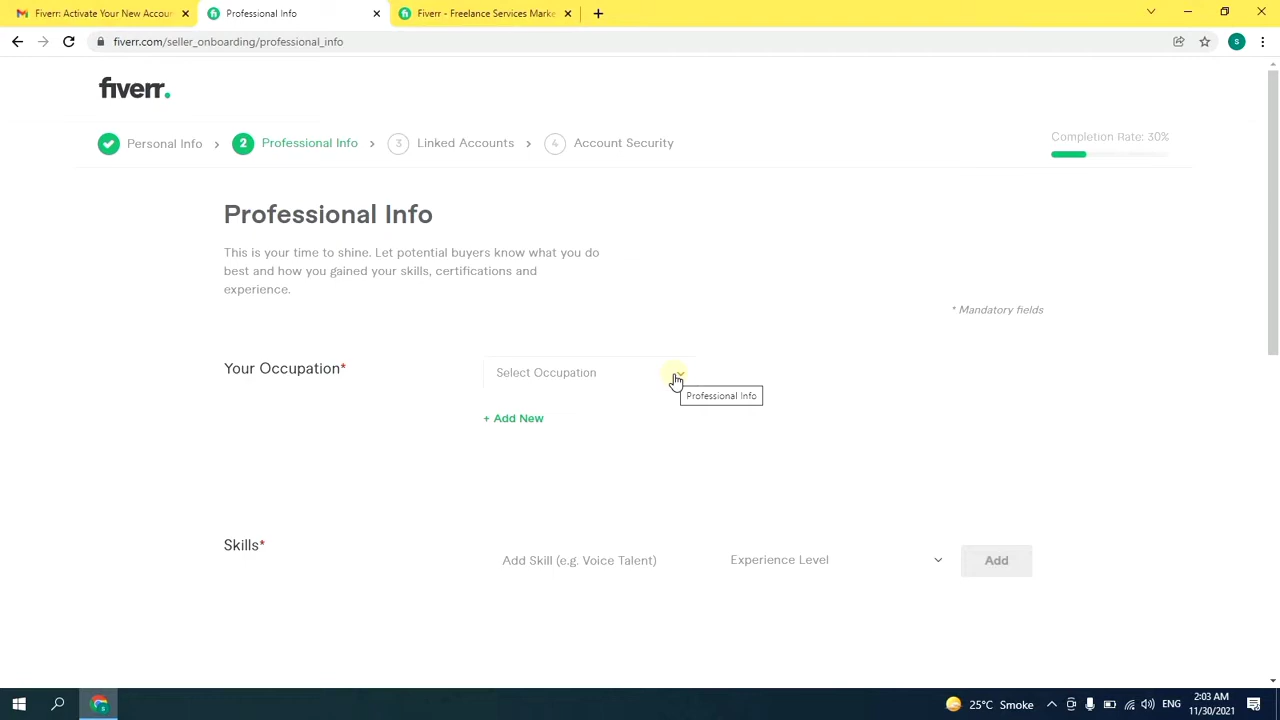 Fiverr: Activate Your New Accoun
Professional Info
Fiverr - Freelance Services Marke
fiverr.com/seller_onboarding/professional_info
S
fiverr.
Personal Info
2 Professional Info
3 Linked Accounts
4 Account Security
Completion Rate: 30%
Professional Info
This is your time to shine. Let potential buyers know what you do
best and how you gained your skills, certifications and
experience.
* Mandatory fields
Your Occupation*
Select Occupation
Professional Info
+ Add New
Skills*
Add Skill (e.g. Voice Talent)
Experience Level
Add
25°C Smoke
ENG
2:03 AM
11/30/2021